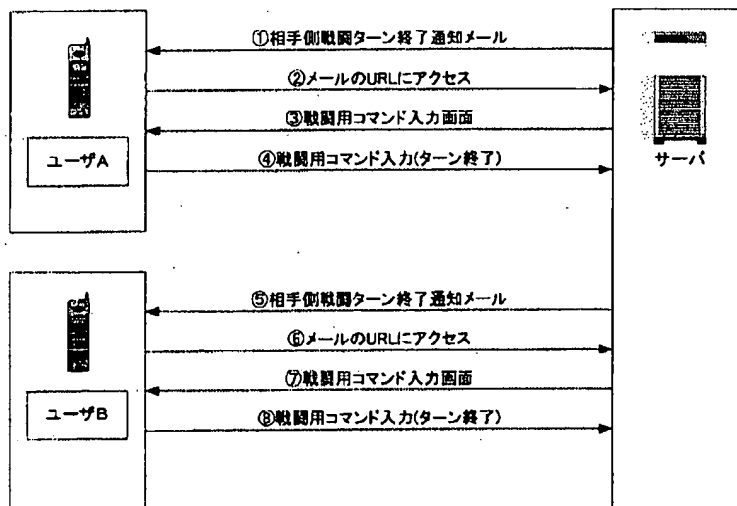 ①相手側戦闘ターン終了通知メール
②メールのURLにアクセス
③戦闘用コマンド入力画面
④戦闘用コマンド入力(ターン終了)
ユーザA
サーバ
⑤相手側戦闘ターン終了通知メール
⑥メールのURLにアクセス
⑦戦闘用コマンド入力画面
⑧戦闘用コマンド入力(ターン終了)
ユーザB